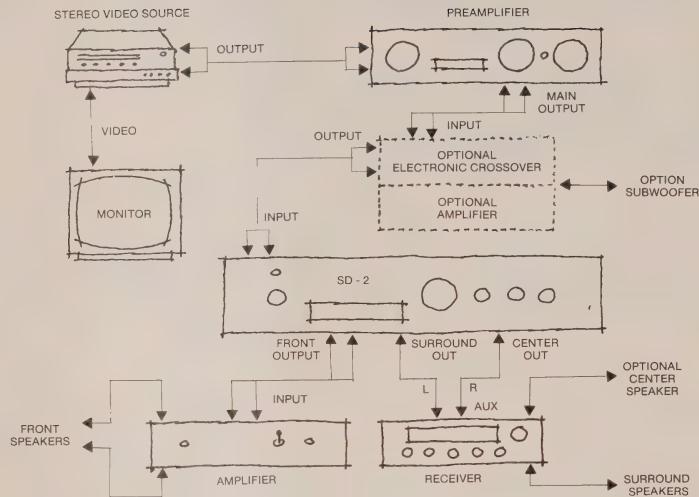 STEREO VIDEO SOURCE
PREAMPLIFIER
OUTPUT
MAIN
OUTPUT
VIDEO
OUTPUT
INPUT
OPTIONAL
ELECTRONIC CROSSOVER
OPTION
SUBWOOFER
OPTIONAL
AMPLIFIER
MONITOR
INPUT
SD - 2
FRONT
OUTPUT
SURROUND
OUT
CENTER
OUT
L
R
INPUT
AUX
OPTIONAL
CENTER
SPEAKER
FRONT
SPEAKERS
AMPLIFIER
RECEIVER
SURROUND
SPEAKERS